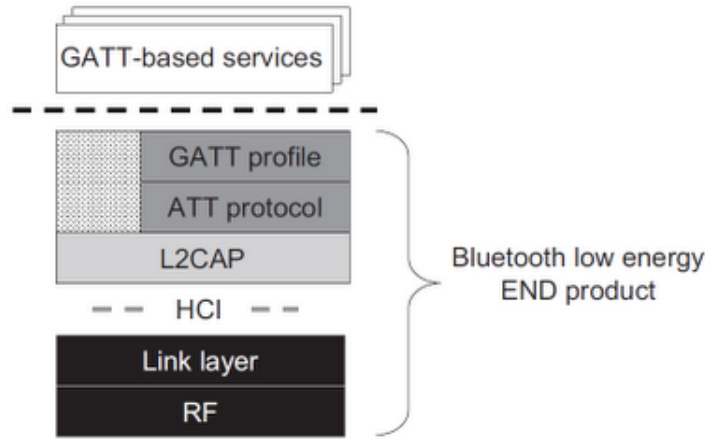 GATT-based services
GATT profile
ATT protocol
L2CAP
HCI
Link layer
RF
Bluetooth low energy
END product